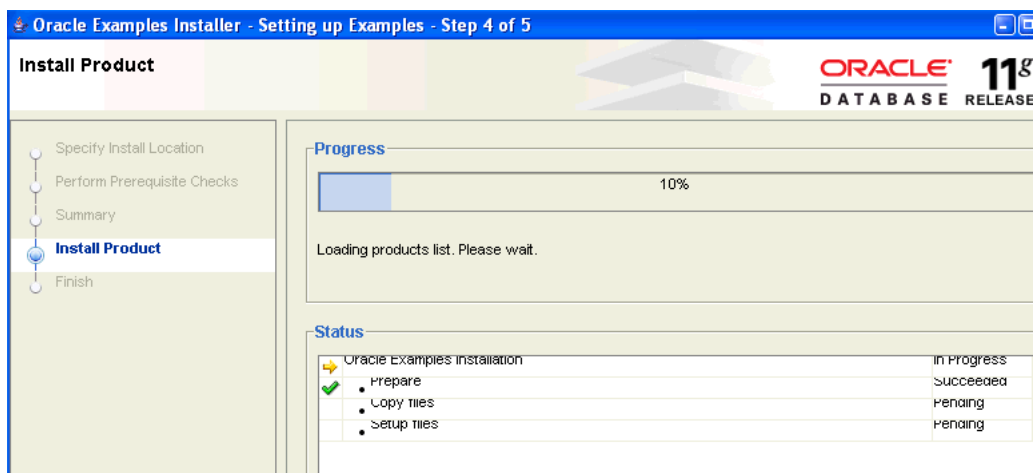 Oracle Examples Installer - Setting up Examples - Step 4 of 5
Install Product
ORACLE
DATABASE
11g
RELEASE
Specify Install Location
Perform Prerequisite Checks
Summary
Install Product
Finish
Progress
10%
Loading products list. Please wait.
Status
Oracle Examples Installation In Progress
Prepare Succeeded
Copy files Pending
Setup files Pending